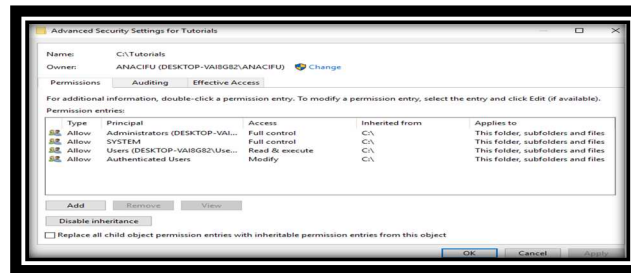 Advanced Security Settings for Tutorials
Name: C:\Tutorials
Owner: ANACIFU (DESKTOP-VAI8G82\ANACIFU) Change
Permissions Auditing Effective Access
For additional information, double-click a permission entry. To modify a permission entry, select the entry and click Edit (if available).
Permission entries:
Type Principal Access Inherited from Applies to
Allow Administrators (DESKTOP-VAI... Full control C:\ This folder, subfolders and files
Allow SYSTEM Full control C:\ This folder, subfolders and files
Allow Users (DESKTOP-VAI8G82\Use... Read & execute C:\ This folder, subfolders and files
Allow Authenticated Users Modify C:\ This folder, subfolders and files
Add Remove View
Disable inheritance
Replace all child object permission entries with inheritable permission entries from this object
OK Cancel Apply